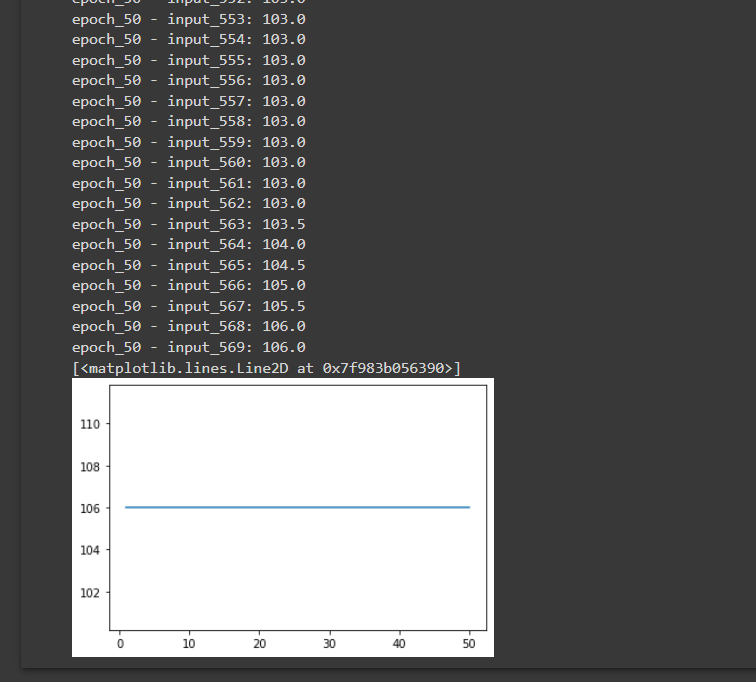 epoch_50 - input_552: 103.0
epoch_50 - input_553: 103.0
epoch_50 - input_554: 103.0
epoch_50 - input_555: 103.0
epoch_50 - input_556: 103.0
epoch_50 - input_557: 103.0
epoch_50 - input_558: 103.0
epoch_50 - input_559: 103.0
epoch_50 - input_560: 103.0
epoch_50 - input_561: 103.0
epoch_50 - input_562: 103.0
epoch_50 - input_563: 103.5
epoch_50 - input_564: 104.0
epoch_50 - input_565: 104.5
epoch_50 - input_566: 105.0
epoch_50 - input_567: 105.5
epoch_50 - input_568: 106.0
epoch_50 - input_569: 106.0
[<matplotlib.lines.Line2D at 0x7f983b056390>]
110
108
106
104
102
0 10 20 30 40 50